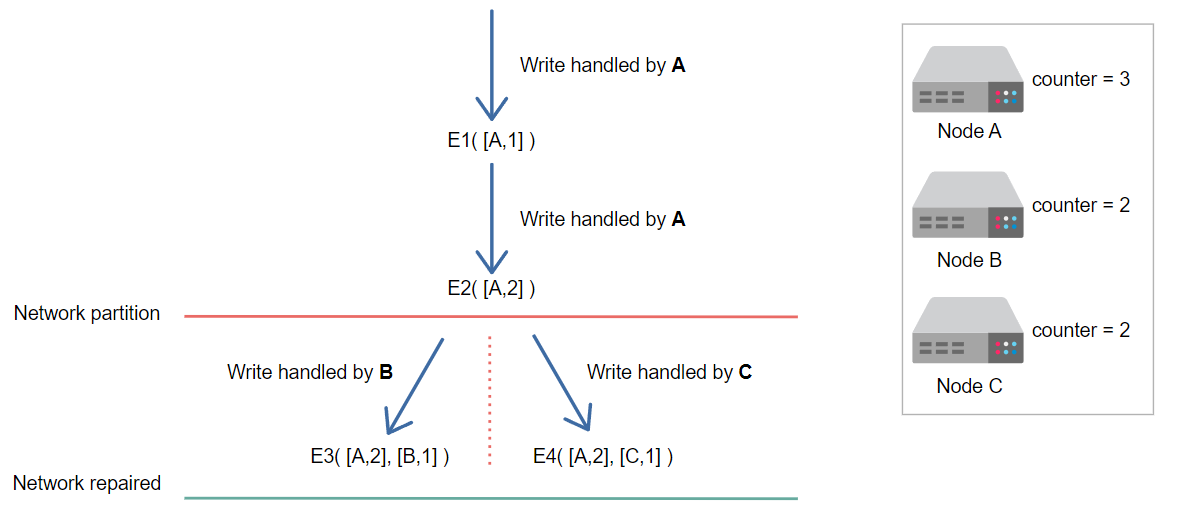 Write handled by A
E1( [A,1] )
Write handled by A
E2( [A,2] )
Network partition
Write handled by B
Write handled by C
E3( [A,2], [B,1] )
E4( [A,2], [C,1] )
Network repaired
counter = 3
Node A
counter = 2
Node B
counter = 2
Node C